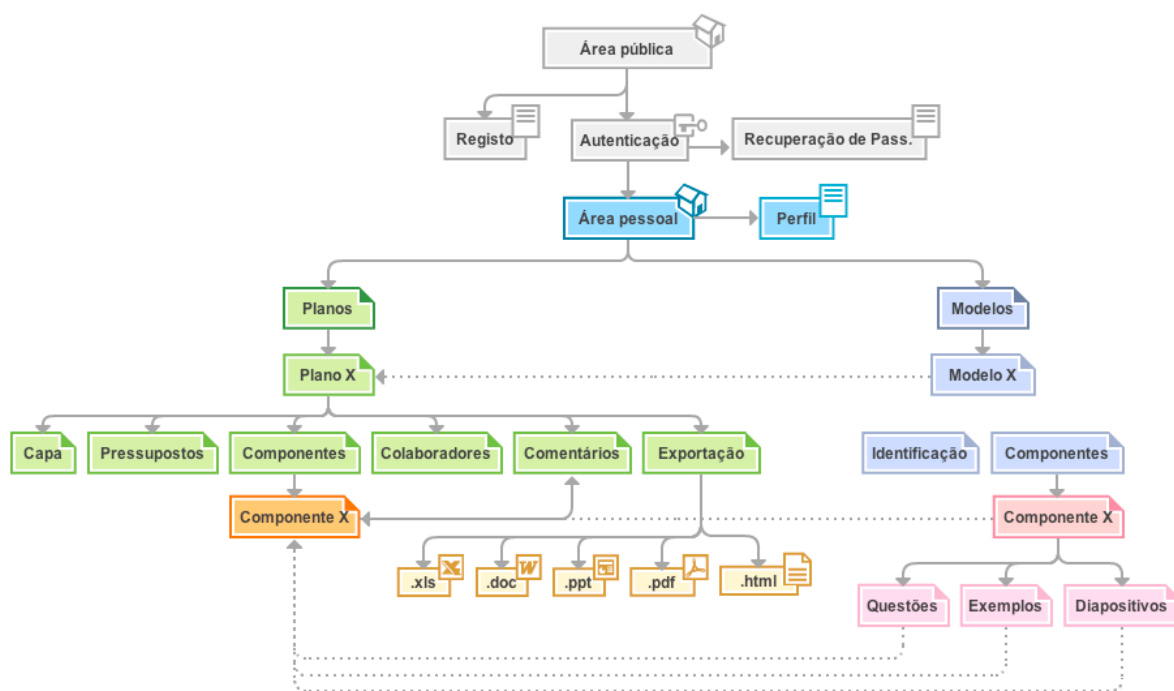 Área pública
Registo
Autenticação
Recuperação de Pass.
Área pessoal
Perfil
Planos
Modelos
Plano X
Modelo X
Capa
Pressupostos
Componentes
Colaboradores
Comentários
Exportação
Identificação
Componentes
Componente X
Componente X
.xls
.doc
.ppt
.pdf
.html
Questões
Exemplos
Diapositivos